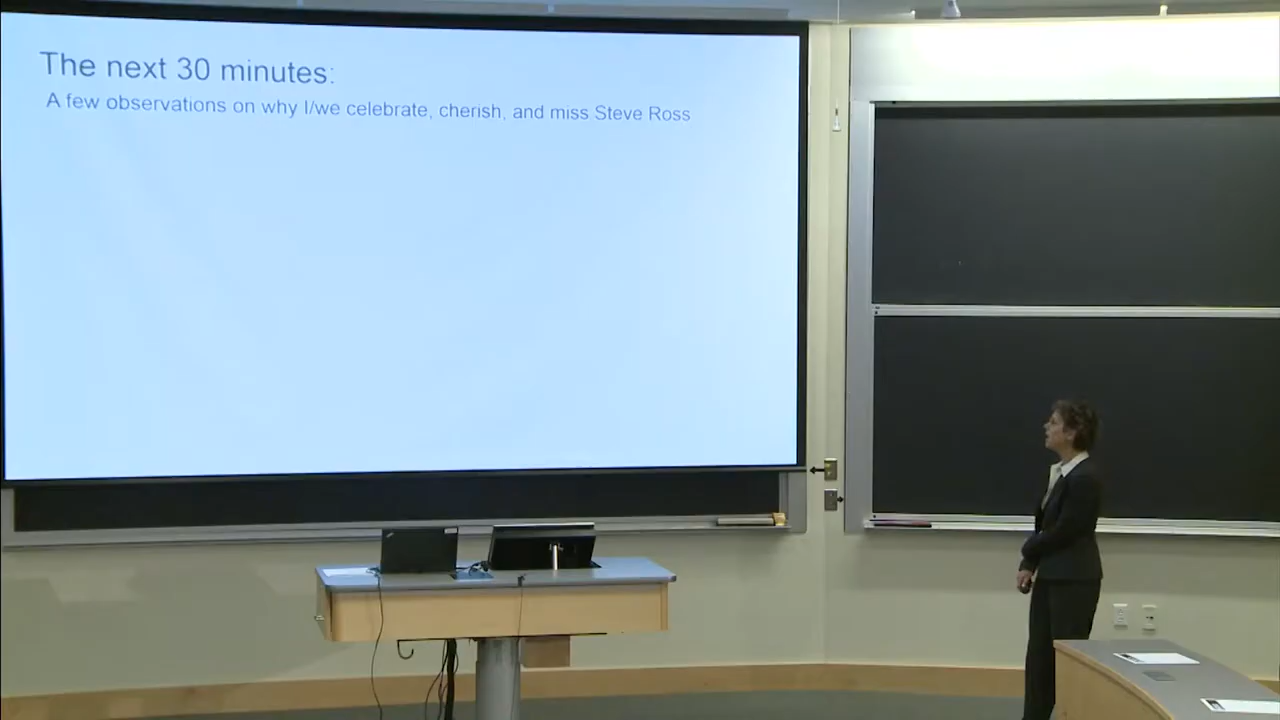 The next 30 minutes:
A few observations on why I/we celebrate, cherish, and miss Steve Ross